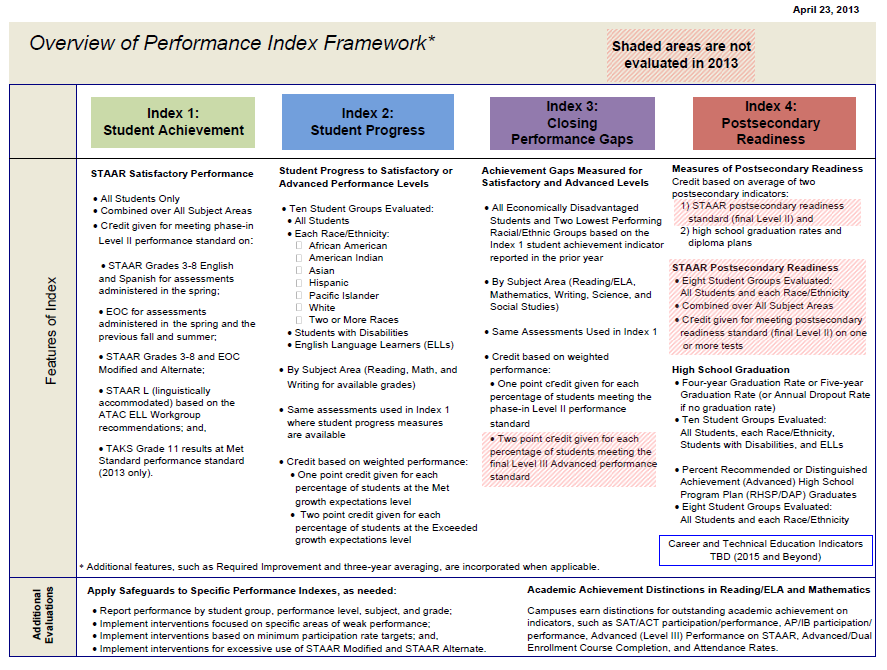 April 23, 2013
Overview of Performance Index Framework*
Shaded areas are not
evaluated in 2013
Index 1:
Student Achievement
Index 2:
Student Progress
Index 3:
Closing
Performance Gaps
Index 4:
Postsecondary
Readiness
Features of Index
STAAR Satisfactory Performance
• All Students Only
• Combined over All Subject Areas
• Credit given for meeting phase-in
Level II performance standard on:
• STAAR Grades 3-8 English
and Spanish for assessments
administered in the spring;
• EOC for assessments
administered in the spring and the
previous fall and summer;
• STAAR Grades 3-8 and EOC
Modified and Alternate;
• STAAR L (linguistically
accommodated) based on the
ATAC ELL Workgroup
recommendations; and,
• TAKS Grade 11 results at Met
Standard performance standard
(2013 only).
Student Progress to Satisfactory or
Advanced Performance Levels
• Ten Student Groups Evaluated:
• All Students
• Each Race/Ethnicity:
African American
American Indian
Asian
Hispanic
Pacific Islander
White
Two or More Races
• Students with Disabilities
• English Language Learners (ELLs)
• By Subject Area (Reading, Math, and
Writing for available grades)
• Same assessments used in Index 1
where student progress measures
are available
• Credit based on weighted performance:
• One point credit given for each
percentage of students at the Met
growth expectations level
• Two point credit given for each
percentage of students at the Exceeded
growth expectations level
Achievement Gaps Measured for
Satisfactory and Advanced Levels
• All Economically Disadvantaged
Students and Two Lowest Performing
Racial/Ethnic Groups based on the
Index 1 student achievement indicator
reported in the prior year
• By Subject Area (Reading/ELA,
Mathematics, Writing, Science, and
Social Studies)
• Same Assessments Used in Index 1
• Credit based on weighted
performance:
• One point credit given for each
percentage of students meeting the
phase-in Level II performance
standard
• Two point credit given for each
percentage of students meeting the
final Level III Advanced performance
standard
Measures of Postsecondary Readiness
Credit based on average of two
postsecondary indicators:
1) STAAR postsecondary readiness
standard (final Level II) and
2) high school graduation rates and
diploma plans
STAAR Postsecondary Readiness
• Eight Student Groups Evaluated:
All Students and each Race/Ethnicity
• Combined over All Subject Areas
• Credit given for meeting postsecondary
readiness standard (final Level II) on one
or more tests
High School Graduation
• Four-year Graduation Rate or Five-year
Graduation Rate (or Annual Dropout Rate
if no graduation rate)
• Ten Student Groups Evaluated:
All Students, each Race/Ethnicity,
Students with Disabilities, and ELLs
• Percent Recommended or Distinguished
Achievement (Advanced) High School
Program Plan (RHSP/DAP) Graduates
• Eight Student Groups Evaluated:
All Students and each Race/Ethnicity
Career and Technical Education Indicators
TBD (2015 and Beyond)
* Additional features, such as Required Improvement and three-year averaging, are incorporated when applicable.
Additional
Evaluations
Apply Safeguards to Specific Performance Indexes, as needed:
• Report performance by student group, performance level, subject, and grade;
• Implement interventions focused on specific areas of weak performance;
• Implement interventions based on minimum participation rate targets; and,
• Implement interventions for excessive use of STAAR Modified and STAAR Alternate.
Academic Achievement Distinctions in Reading/ELA and Mathematics
Campuses earn distinctions for outstanding academic achievement on
indicators, such as SAT/ACT participation/performance, AP/IB participation/
performance, Advanced (Level III) Performance on STAAR, Advanced/Dual
Enrollment Course Completion, and Attendance Rates.